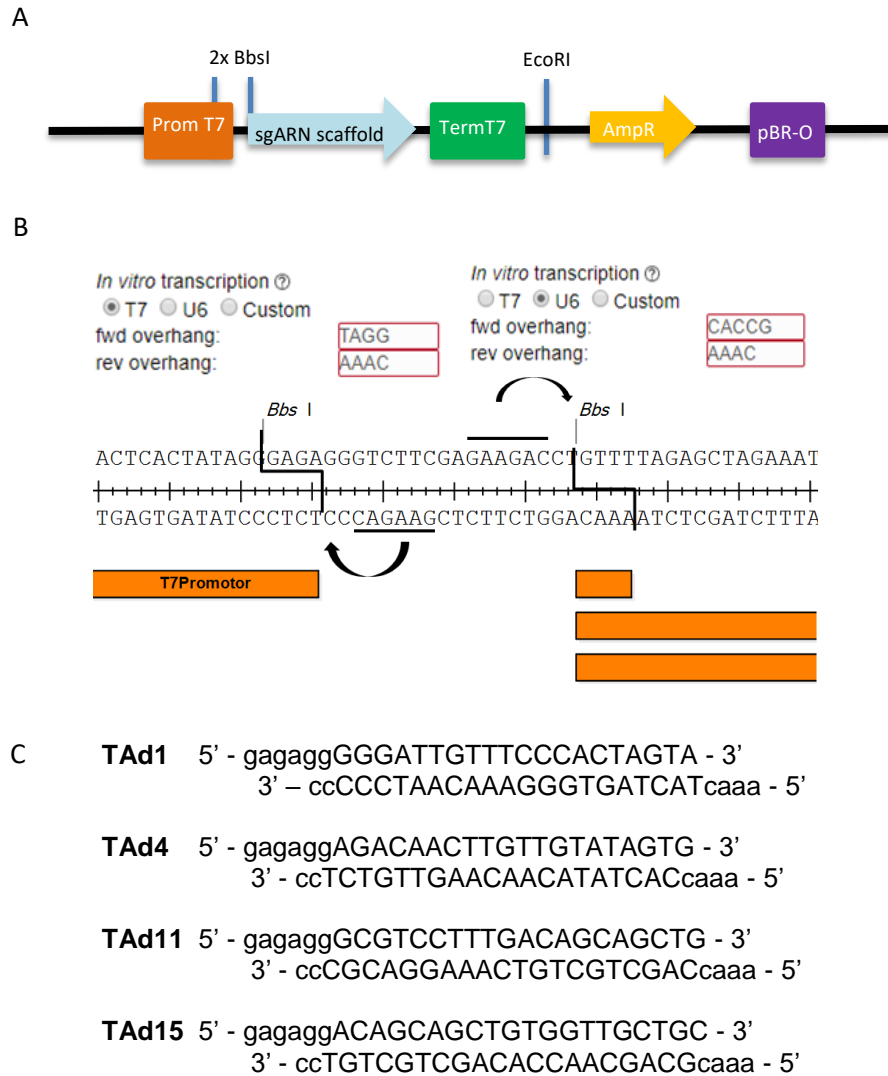 A
2x BbsI
EcoRI
Prom T7
sgARN scaffold
TermT7
AmpR
pBR-O
B
In vitro transcription ?
T7 U6 Custom
fwd overhang: TAGG
rev overhang: AAAC
In vitro transcription ?
T7 U6 Custom
fwd overhang: CACCG
rev overhang: AAAC
Bbs I
Bbs I
ACTCACTATAGGGAGAGGGTCTTCGAGAAGACCTGTTTTAGAGCTAGAAAT
TGAGTGATATCCCTCTCCCAGAAGCTCTTCTGGACAAAATCTCGATCTTTA
T7Promotor
C
TAd1 5' - gagaggGGGATTGTTTCCCACTAGTA - 3'
3' – ccCCCTAACAAAGGGTGATCATcaaa - 5'
TAd4 5' - gagaggAGACAACTTGTTGTATAGTG - 3'
3' - ccTCTGTTGAACAACATATCACcaaa - 5'
TAd11 5' - gagaggGCGTCCTTTGACAGCAGCTG - 3'
3' - ccCGCAGGAAACTGTCGTCGACcaaa - 5'
TAd15 5' - gagaggACAGCAGCTGTGGTTGCTGC - 3'
3' - ccTGTCGTCGACACCAACGACGcaaa - 5'